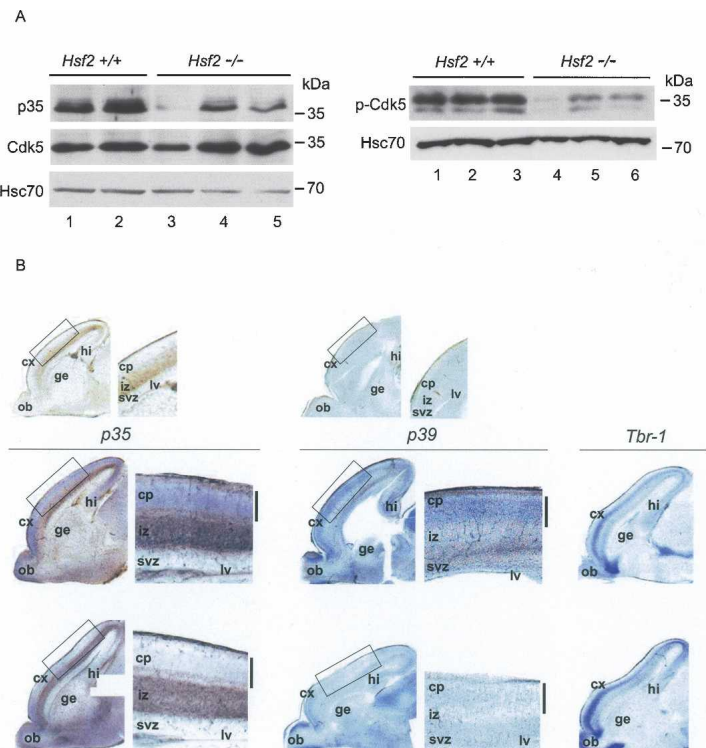 A
Hsf2 +/+ Hsf2 -/-
kDa
p35
35
Cdk5
35
Hsc70
70
1 2 3 4 5
Hsf2 +/+ Hsf2 -/-
kDa
p-Cdk5
35
Hsc70
70
1 2 3 4 5 6
B
cx
hi
ge
ob
cp
iz
svz
lv
cx
hi
ge
ob
cp
iz
svz
lv
p35 p39 Tbr-1
cx
hi
ge
ob
cp
iz
svz
lv
cx
hi
ge
ob
cp
iz
svz
lv
cx
hi
ge
ob
cx
hi
ge
ob
cp
iz
svz
lv
cx
hi
ge
ob
cp
iz
svz
lv
cx
hi
ge
ob